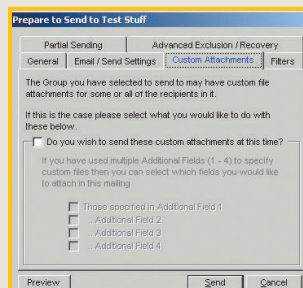 Prepare to Send to Test Stuff
Partial Sending
Advanced Exclusion / Recovery
General
Email / Send Settings
Custom Attachments
Filters
The Group you have selected to send to may have custom file
attachments for some or all of the recipients in it.
If this is the case please select what you would like to do with
these below.
Do you wish to send these custom attachments at this time?
If you have used multiple Additional Fields (1 - 4) to specify
custom files then you can select which fields you would like
to attach in this mailing
Those specified in Additional Field 1
... Additional Field 2
... Additional Field 3
... Additional Field 4
Preview
Send
Cancel